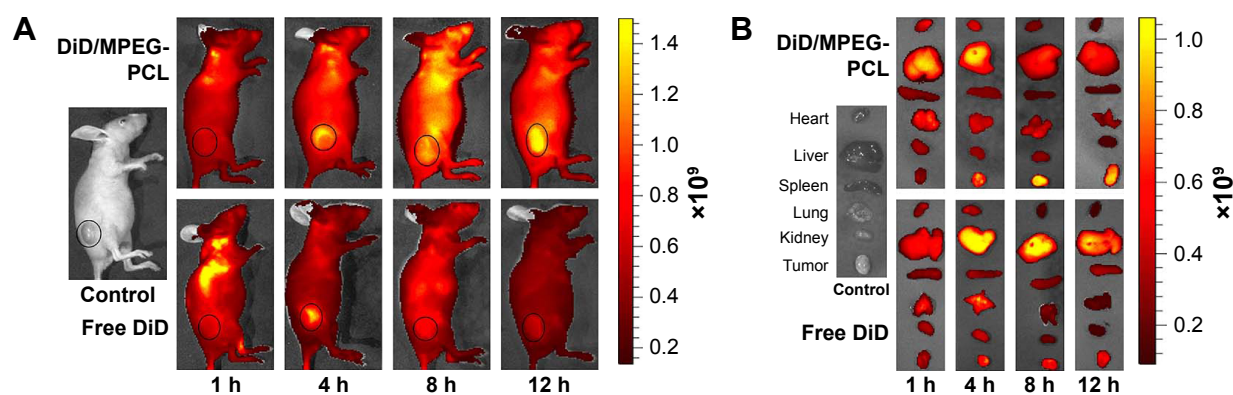 A
DiD/MPEG-
PCL
Control
Free DiD
1 h
4 h
8 h
12 h
1.4
1.2
1.0
0.8
0.6
0.4
0.2
×10⁹
B
DiD/MPEG-
PCL
Heart
Liver
Spleen
Lung
Kidney
Tumor
Control
Free DiD
1 h
4 h
8 h
12 h
1.0
0.8
0.6
0.4
0.2
×10⁹